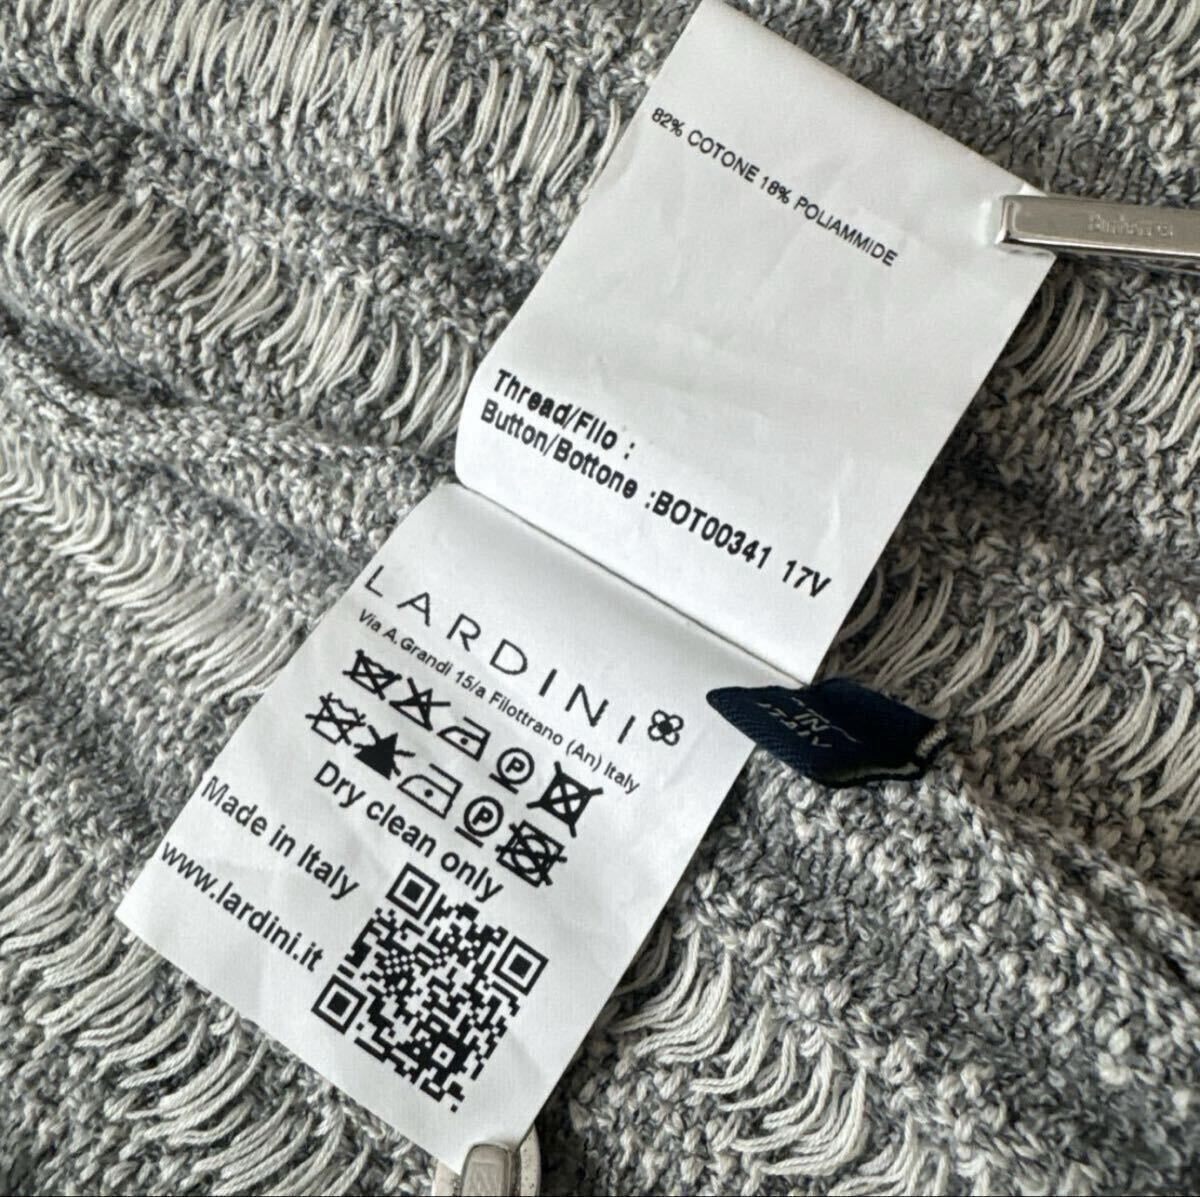 82% COTONE 18% POLIAMMIDE
Thread/Filo :
Button/Bottone :BOT00341 17V
LARDINI
Via A. Grandi 15/a Filottrano (An) Italy
P
P
Dry clean only
Made in Italy
www.lardini.it
IN